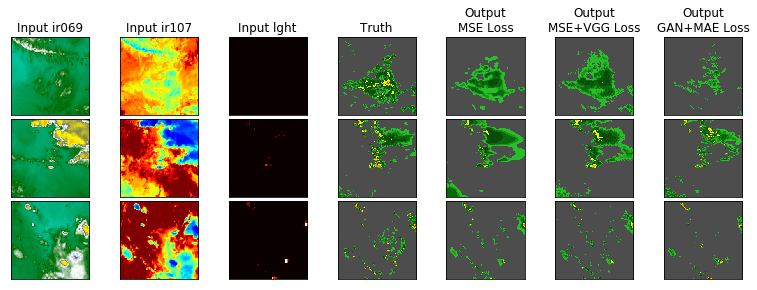 Input ir069
Input ir107
Input lght
Truth
Output
MSE Loss
Output
MSE+VGG Loss
Output
GAN+MAE Loss